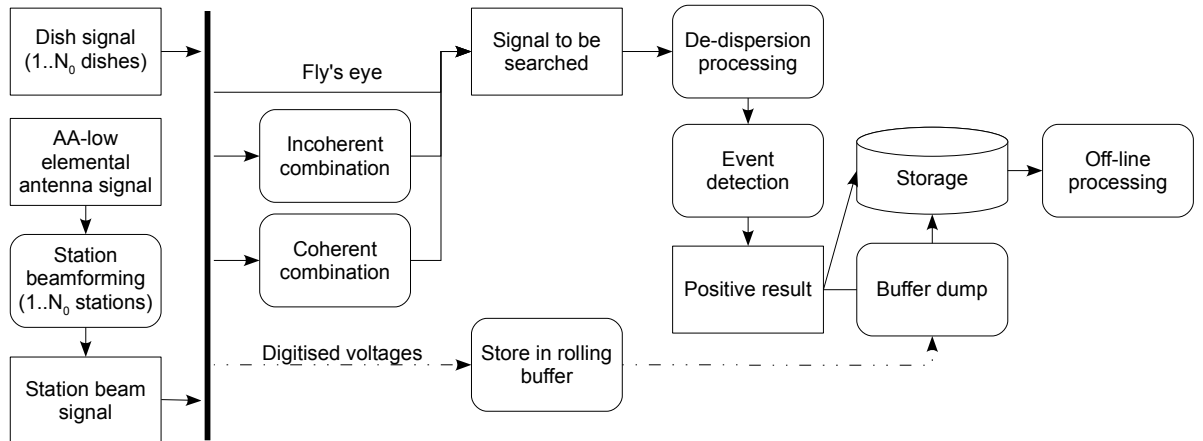 Dish signal
(1..N₀ dishes)
AA-low
elemental
antenna signal
Station
beamforming
(1..N₀ stations)
Station beam
signal
Fly's eye
Incoherent
combination
Coherent
combination
Digitised voltages
Store in rolling
buffer
Signal to be
searched
De-dispersion
processing
Event
detection
Positive result
Buffer dump
Storage
Off-line
processing